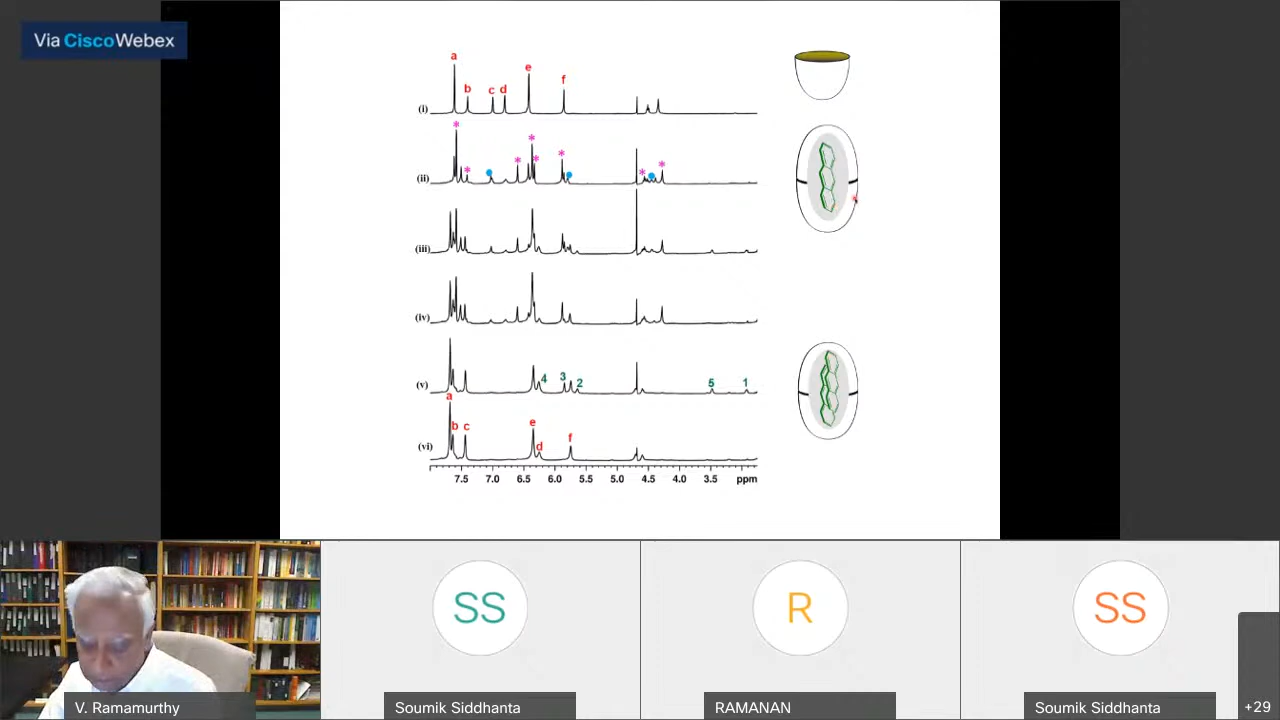 Via CiscoWebex
a
b
c
d
e
f
(i)
*
*
*
*
*
*
*
*
(ii)
(iii)
(iv)
4
3
2
5
1
(v)
a
b
c
e
d
f
(vi)
7.5 7.0 6.5 6.0 5.5 5.0 4.5 4.0 3.5 ppm
SS
R
SS
V. Ramamurthy
Soumik Siddhanta
RAMANAN
Soumik Siddhanta
+29